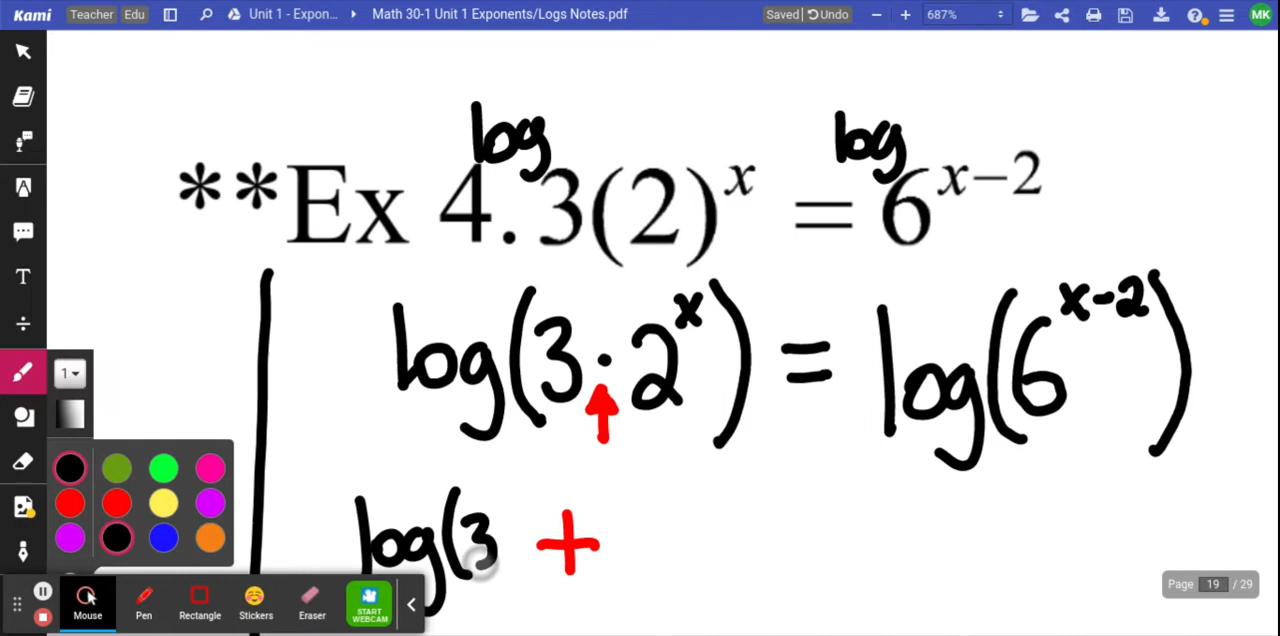 Kami Teacher Edu Unit 1 - Expon... Math 30-1 Unit 1 Exponents/Logs Notes.pdf Saved Undo 687% MK
log log
**Ex 4. 3(2)^x = 6^{x-2}
log(3·2^x) = log(6^{x-2})
1
log(3 +
Page 19 / 29
Mouse Pen Rectangle Stickers Eraser START WEBCAM